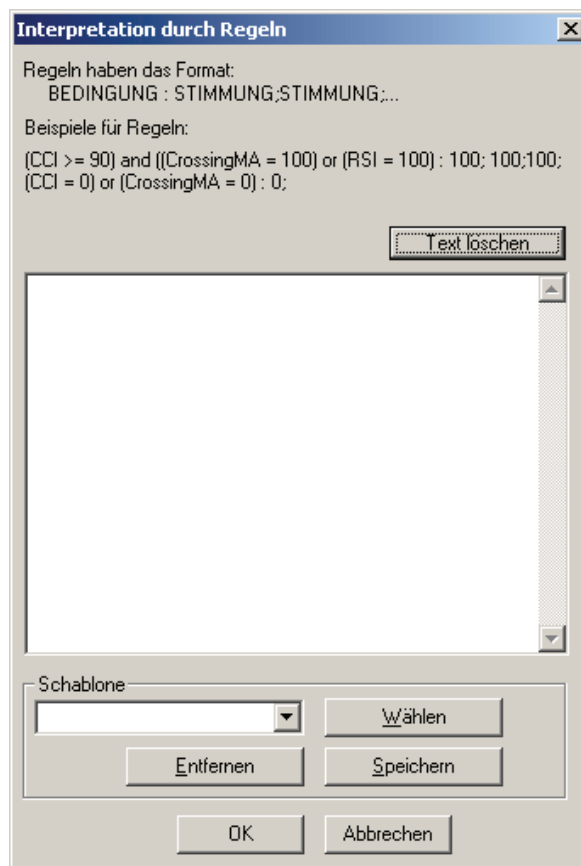 Interpretation durch Regeln
Regeln haben das Format:
BEDINGUNG : STIMMUNG;STIMMUNG;...
Beispiele für Regeln:
(CCI >= 90) and ((CrossingMA = 100) or (RSI = 100) : 100; 100;100;
(CCI = 0) or (CrossingMA = 0) : 0;
Text löschen
Schablone
Wählen
Entfernen
Speichern
OK
Abbrechen